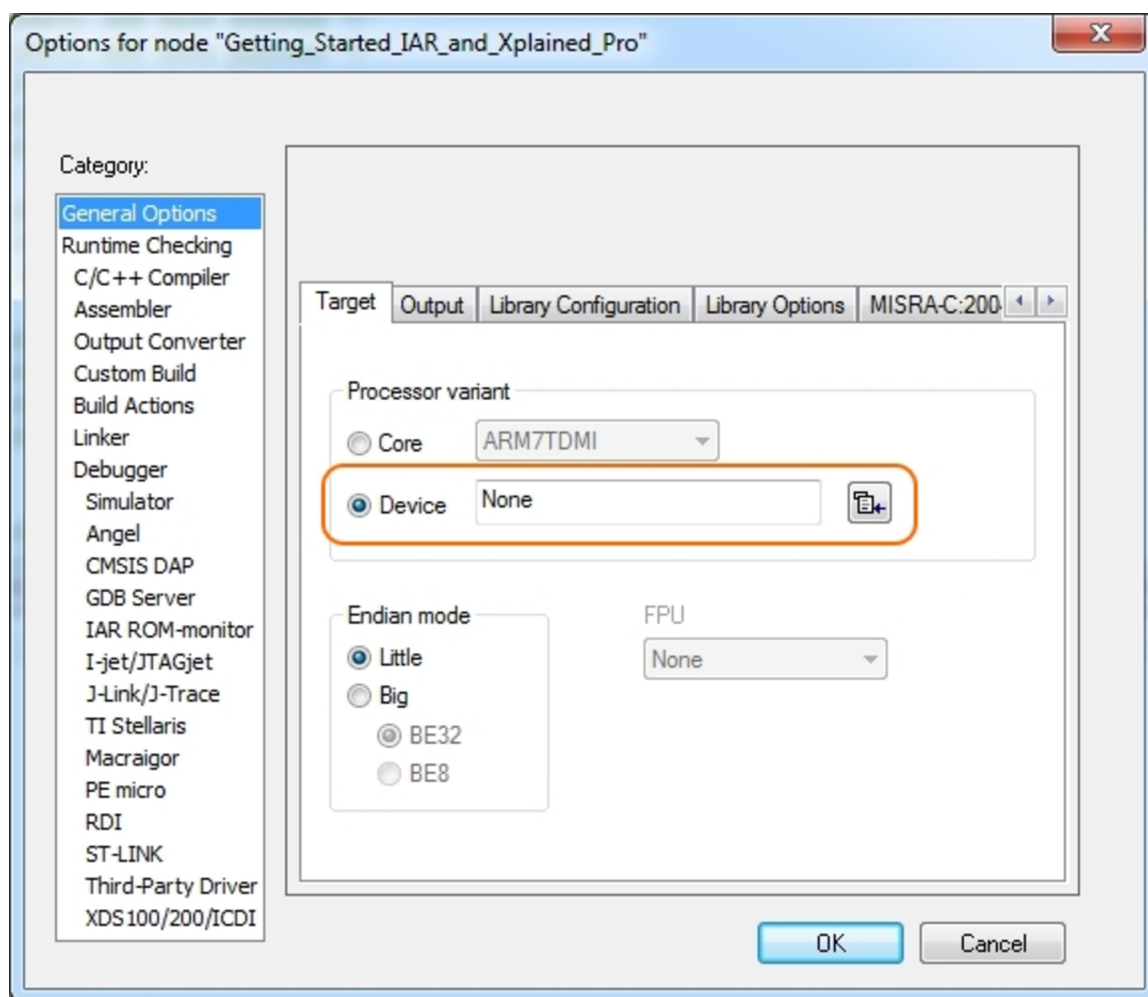 Options for node "Getting_Started_IAR_and_Xplained_Pro"
Category:
General Options
Runtime Checking
C/C++ Compiler
Assembler
Output Converter
Custom Build
Build Actions
Linker
Debugger
Simulator
Angel
CMSIS DAP
GDB Server
IAR ROM-monitor
I-jet/JTAGjet
J-Link/J-Trace
TI Stellaris
Macraigor
PE micro
RDI
ST-LINK
Third-Party Driver
XDS100/200/ICDI
Target Output Library Configuration Library Options MISRA-C:200
Processor variant
Core ARM7TDMI
Device None
Endian mode
Little
Big
BE32
BE8
FPU
None
OK Cancel